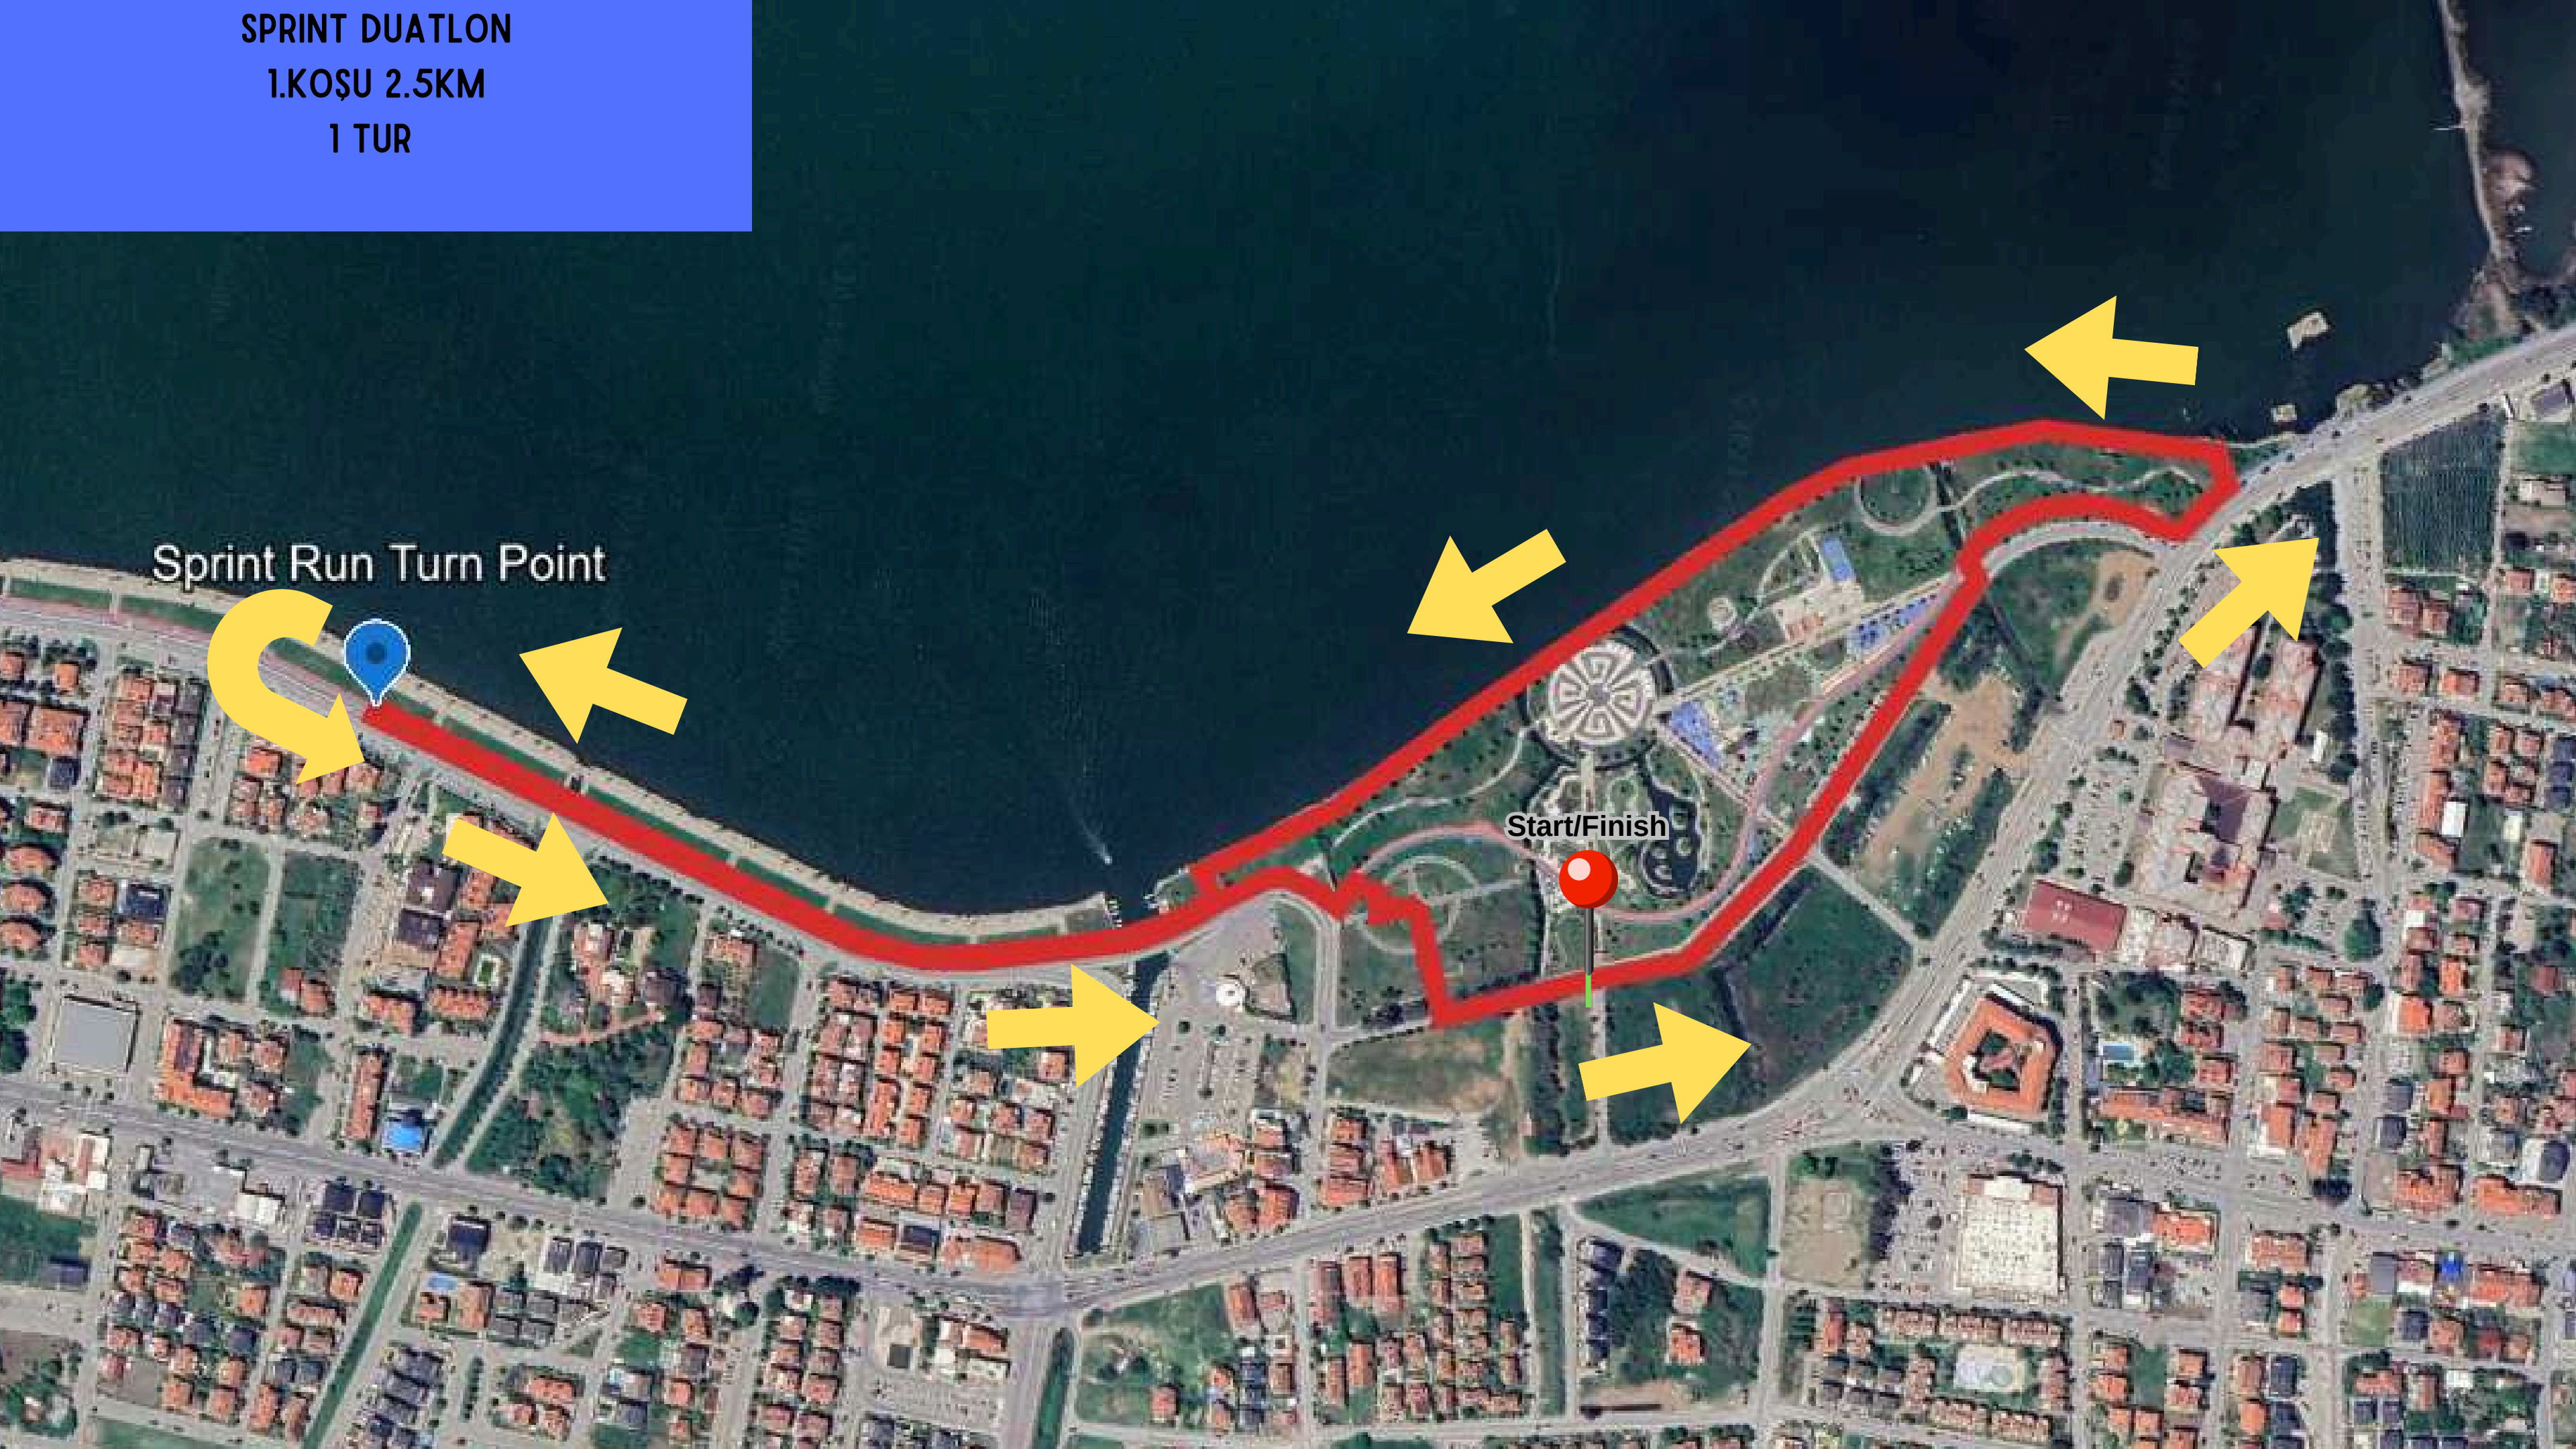 SPRINT DUATLON
1.KOŞU 2.5KM
1 TUR
Sprint Run Turn Point
Start/Finish